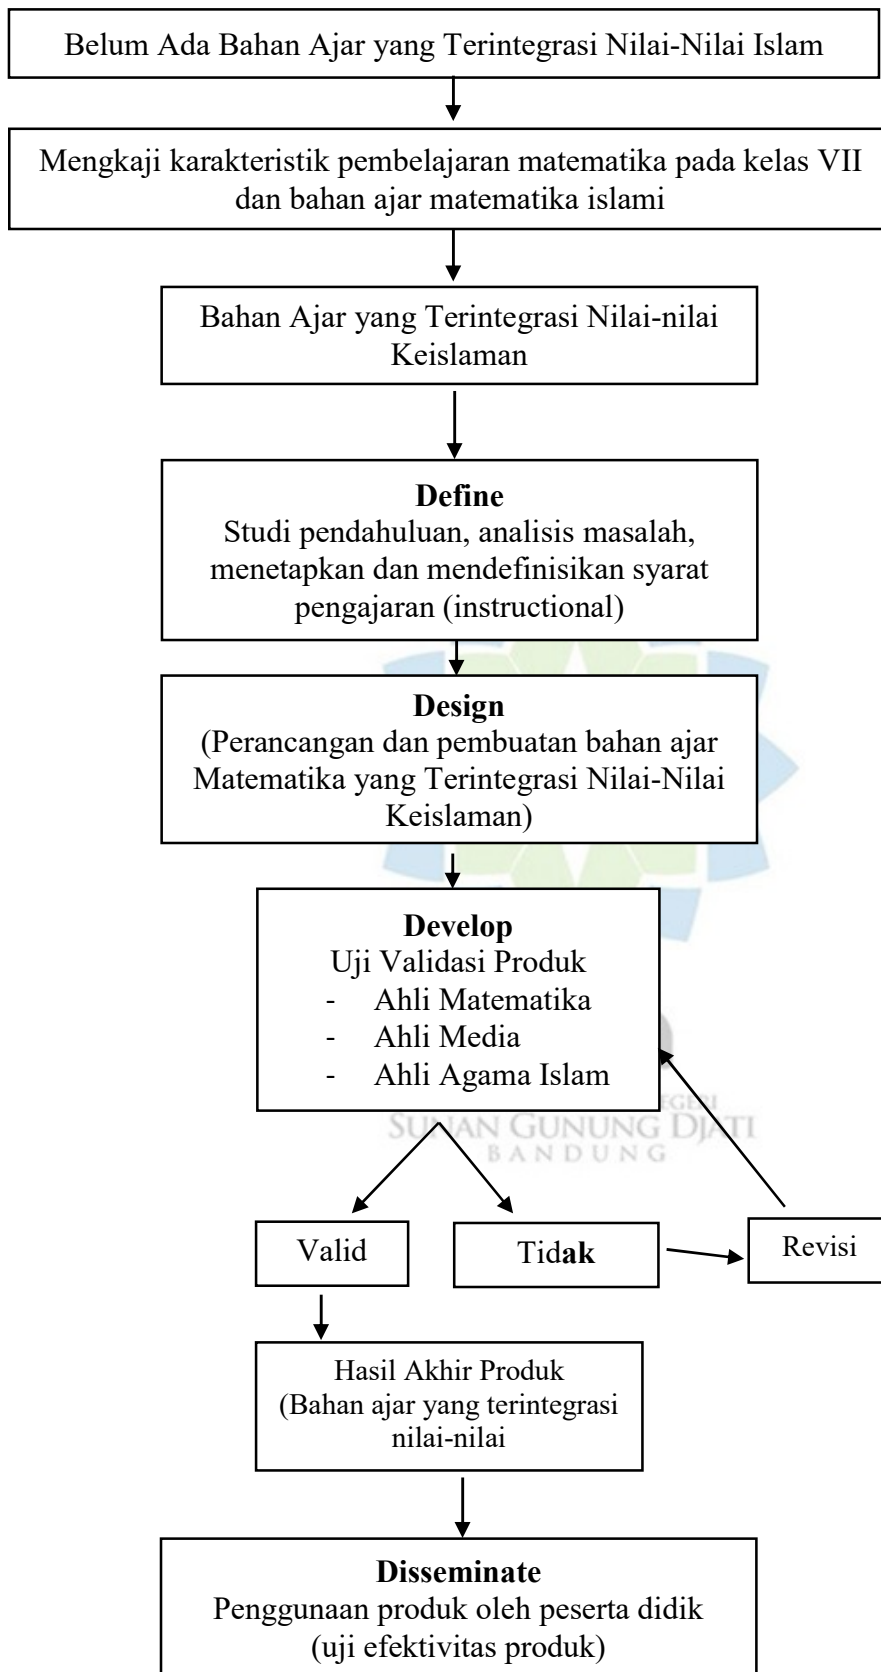 Belum Ada Bahan Ajar yang Terintegrasi Nilai-Nilai Islam
Mengkaji karakteristik pembelajaran matematika pada kelas VII
dan bahan ajar matematika islami
Bahan Ajar yang Terintegrasi Nilai-nilai
Keislaman
Define
Studi pendahuluan, analisis masalah,
menetapkan dan mendefinisikan syarat
pengajaran (instructional)
Design
(Perancangan dan pembuatan bahan ajar
Matematika yang Terintegrasi Nilai-Nilai
Keislaman)
Develop
Uji Validasi Produk
- Ahli Matematika
- Ahli Media
- Ahli Agama Islam
SUNAN GUNUNG DJATI
BANDUNG
Valid
Tidak
Revisi
Hasil Akhir Produk
(Bahan ajar yang terintegrasi
nilai-nilai
Disseminate
Penggunaan produk oleh peserta didik
(uji efektivitas produk)